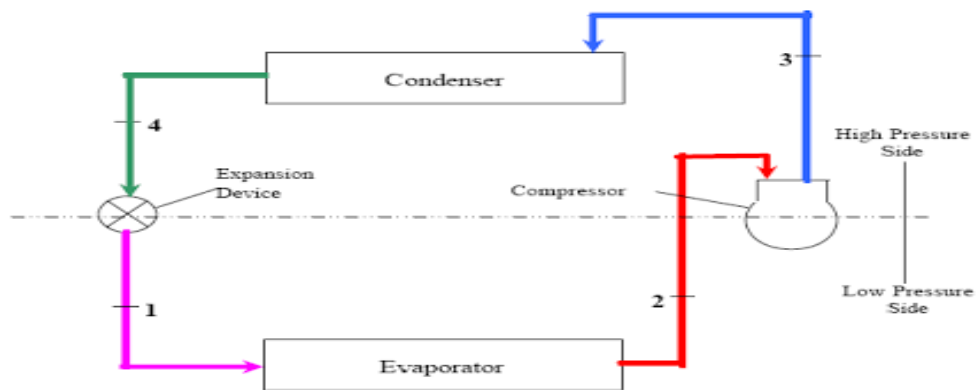 Condenser
3
4
High Pressure
Side
Expansion
Device
Compressor
Low Pressure
Side
1
2
Evaporator